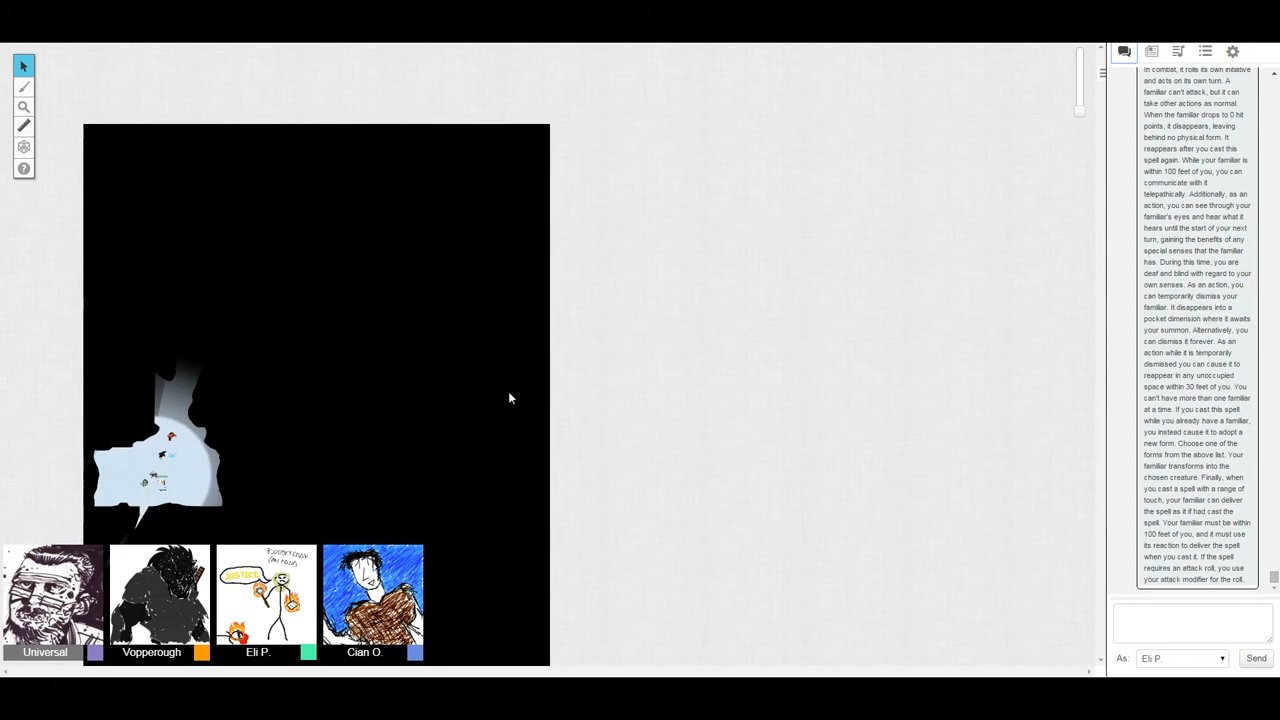 In combat, it rolls its own initiative
and acts on its own turn. A
familiar can't attack, but it can
take other actions as normal.
When the familiar drops to 0 hit
points, it disappears, leaving
behind no physical form. It
reappears after you cast this
spell again. While your familiar is
within 100 feet of you, you can
communicate with it
telepathically. Additionally, as an
action, you can see through your
familiar's eyes and hear what it
hears until the start of your next
turn, gaining the benefits of any
special senses that the familiar
has. During this time, you are
deaf and blind with regard to your
own senses. As an action, you
can temporarily dismiss your
familiar. It disappears into a
pocket dimension where it awaits
your summon. Alternatively, you
can dismiss it forever. As an
action while it is temporarily
dismissed you can cause it to
reappear in any unoccupied
space within 30 feet of you. You
can't have more than one familiar
at a time. If you cast this spell
while you already have a familiar,
you instead cause it to adopt a
new form. Choose one of the
forms from the above list. Your
familiar transforms into the
chosen creature. Finally, when
you cast a spell with a range of
touch, your familiar can deliver
the spell as it if had cast the
spell. Your familiar must be within
100 feet of you, and it must use
its reaction to deliver the spell
when you cast it. If the spell
requires an attack roll, you use
your attack modifier for the roll.
JUSTICE
Universal
Vopperough
Eli P.
Cian O.
As:
Eli P.
Send